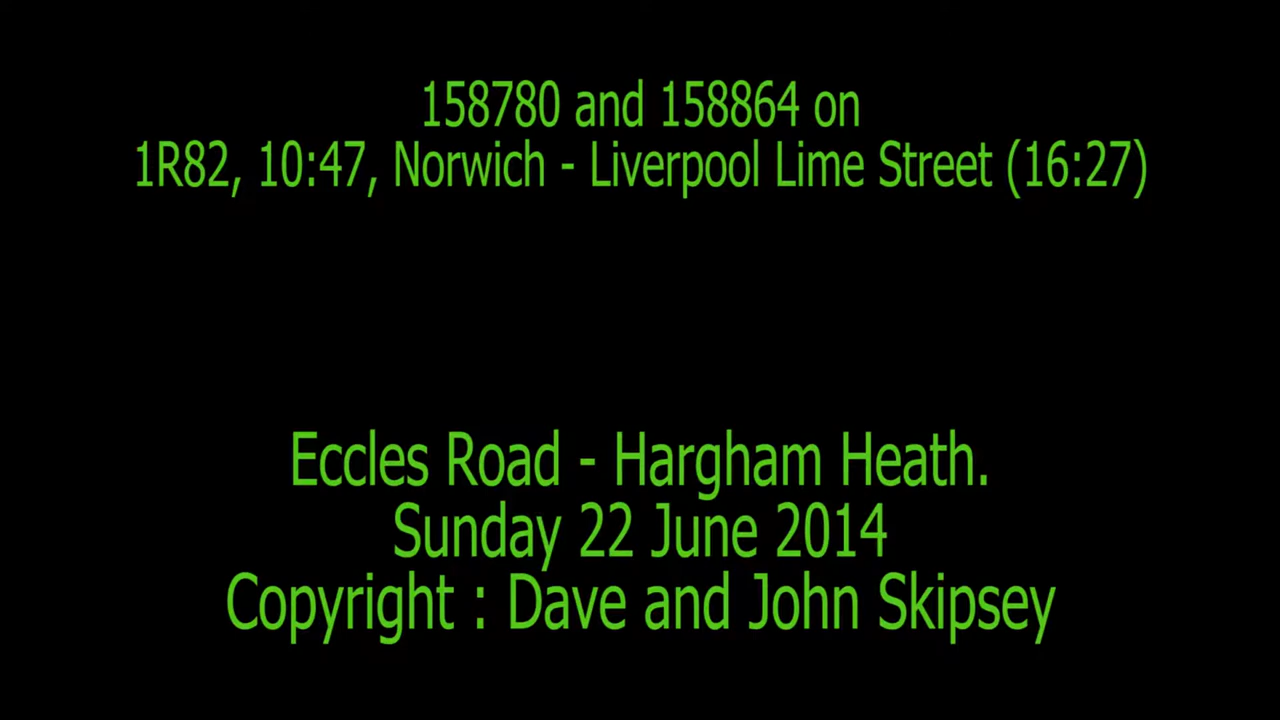 158780 and 158864 on
1R82, 10:47, Norwich - Liverpool Lime Street (16:27)
Eccles Road - Hargham Heath.
Sunday 22 June 2014
Copyright : Dave and John Skipsey